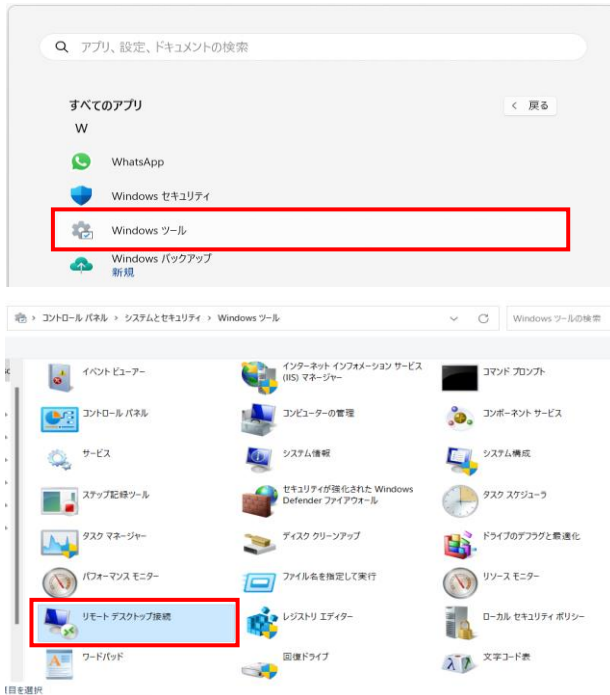 アプリ、設定、ドキュメントの検索
すべてのアプリ
< 戻る
W
WhatsApp
Windows セキュリティ
Windows ツール
Windows バックアップ
新規
> コントロール パネル > システムとセキュリティ > Windows ツール
Windows ツールの検索
イベント ビューアー
インターネット インフォメーション サービス
(IIS) マネージャー
コマンド プロンプト
コントロール パネル
コンピューターの管理
コンポーネント サービス
サービス
システム情報
システム構成
ステップ記録ツール
セキュリティが強化された Windows
Defender ファイアウォール
タスク スケジューラ
タスク マネージャー
ディスク クリーンアップ
ドライブのデフラグと最適化
パフォーマンス モニター
ファイル名を指定して実行
リソース モニター
リモート デスクトップ接続
レジストリ エディター
ローカル セキュリティ ポリシー
ワードパッド
回復ドライブ
文字コード表
目を選択